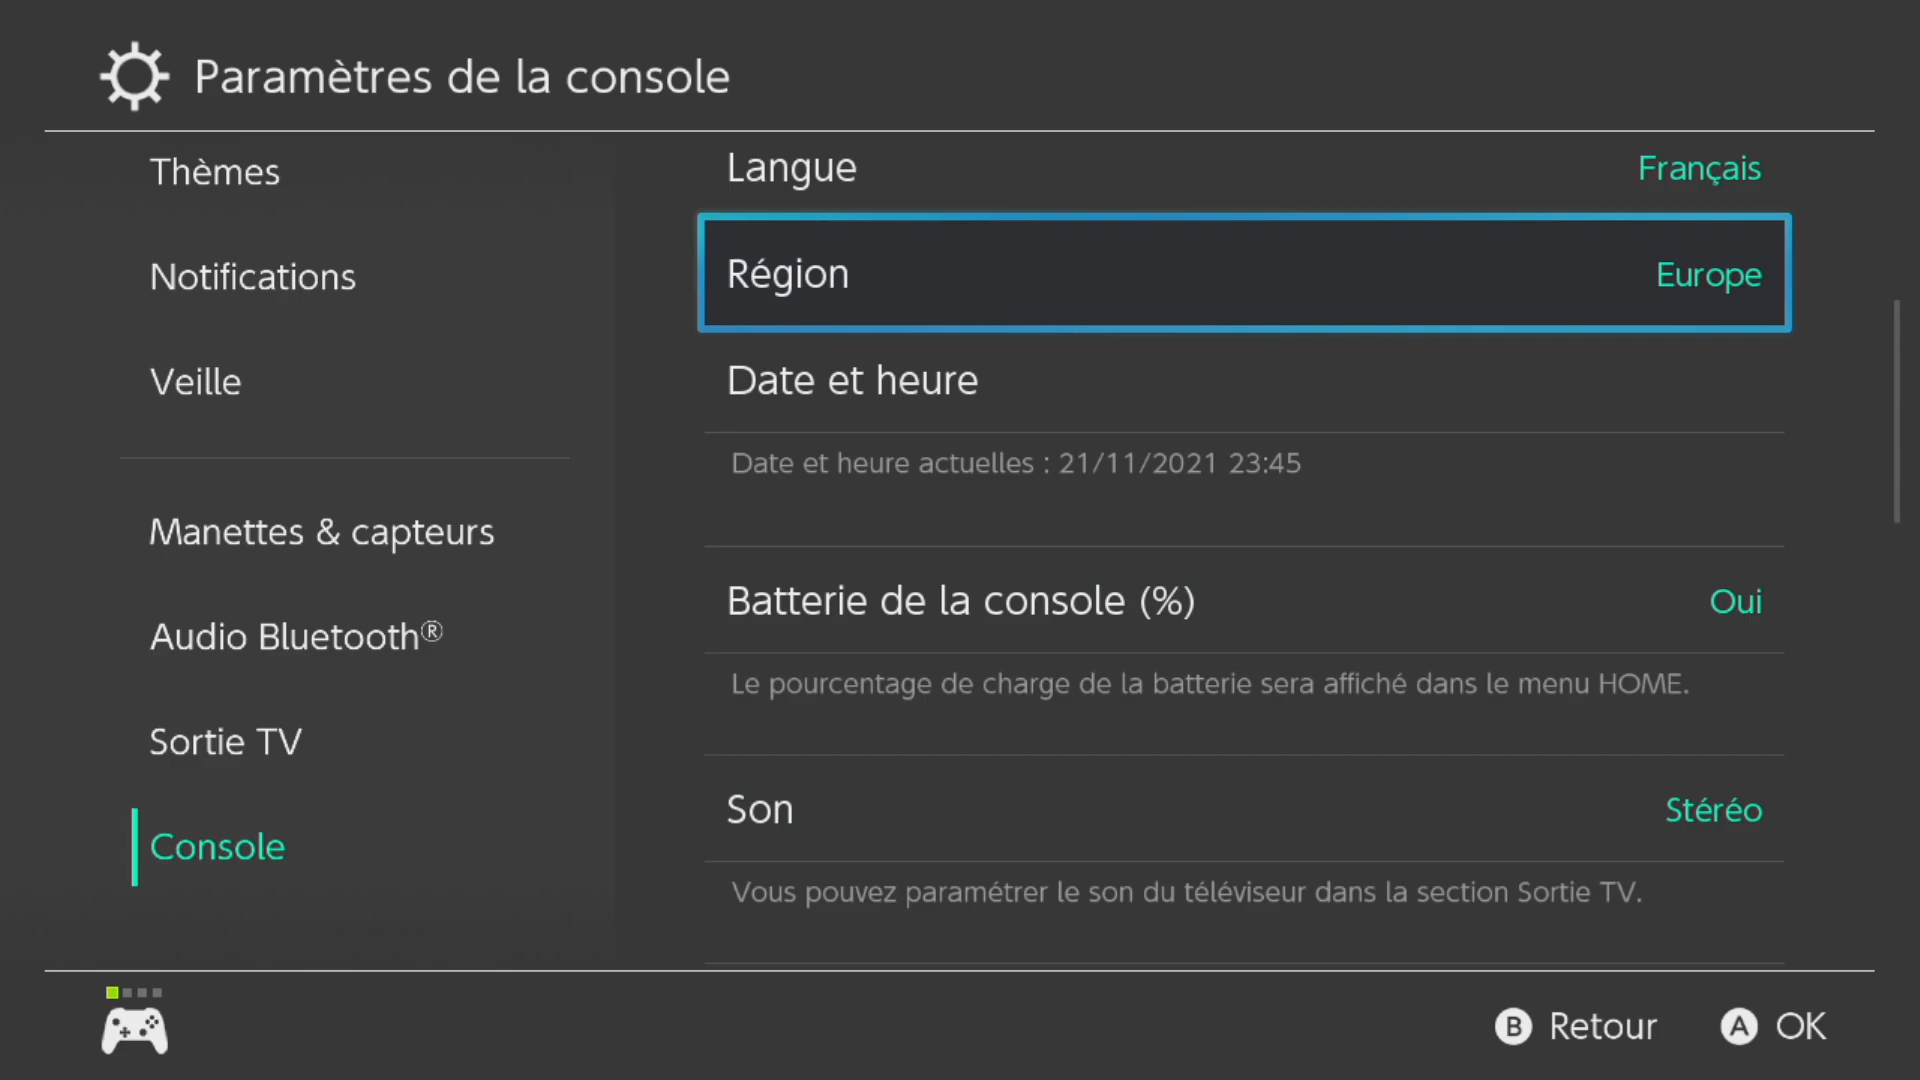 Paramètres de la console
Thèmes
Notifications
Veille
Manettes & capteurs
Audio Bluetooth®
Sortie TV
Console
Langue Français
Région Europe
Date et heure
Date et heure actuelles : 21/11/2021 23:45
Batterie de la console (%) Oui
Le pourcentage de charge de la batterie sera affiché dans le menu HOME.
Son Stéréo
Vous pouvez paramétrer le son du téléviseur dans la section Sortie TV.
B Retour A OK